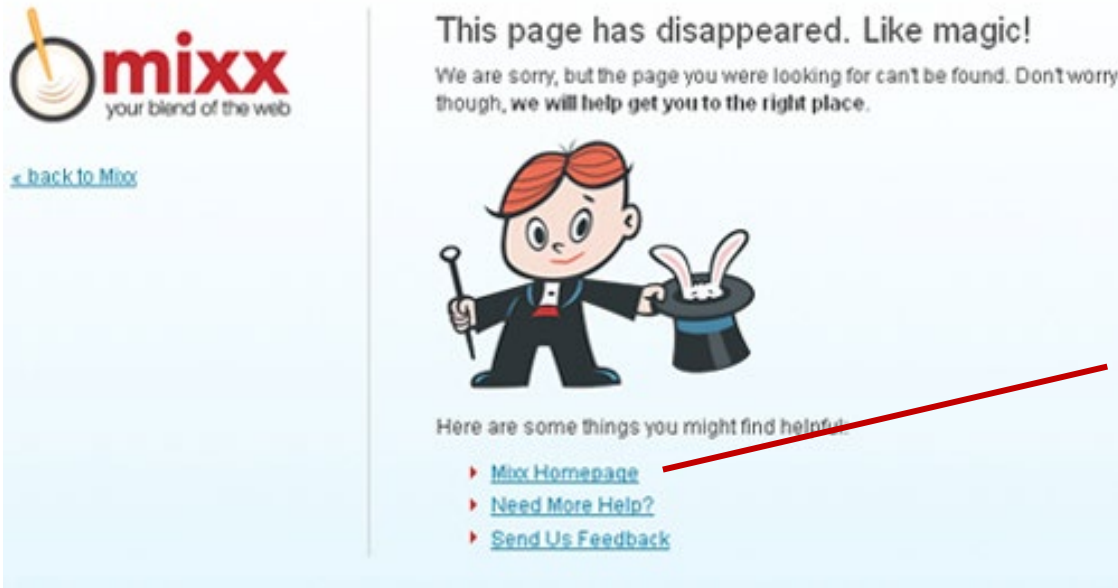 mixx
your blend of the web
« back to Mixx
This page has disappeared. Like magic!
We are sorry, but the page you were looking for can't be found. Don't worry
though, we will help get you to the right place.
Here are some things you might find helpful:
Mixx Homepage
Need More Help?
Send Us Feedback